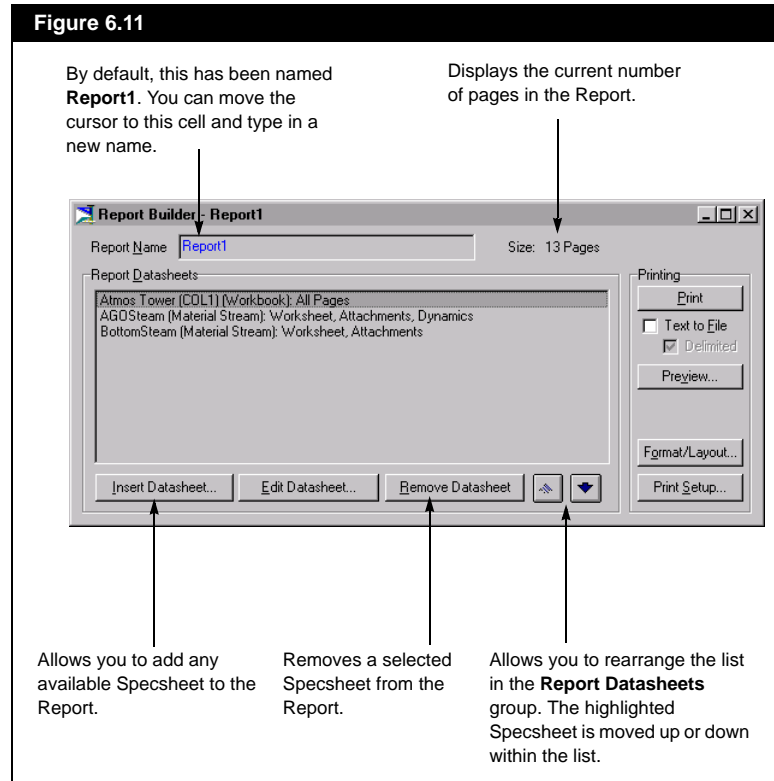 Figure 6.11
By default, this has been named
Report1. You can move the
cursor to this cell and type in a
new name.
Displays the current number
of pages in the Report.
Report Builder - Report1
Report Name Report1 Size: 13 Pages
Report Datasheets
Atmos Tower (COL1) (Workbook): All Pages
AGOSteam (Material Stream): Worksheet, Attachments, Dynamics
BottomSteam (Material Stream): Worksheet, Attachments
Insert Datasheet... Edit Datasheet... Remove Datasheet
Printing
Print
Text to File
Delimited
Preview...
Format/Layout...
Print Setup...
Allows you to add any
available Specsheet to the
Report.
Removes a selected
Specsheet from the
Report.
Allows you to rearrange the list
in the Report Datasheets
group. The highlighted
Specsheet is moved up or down
within the list.